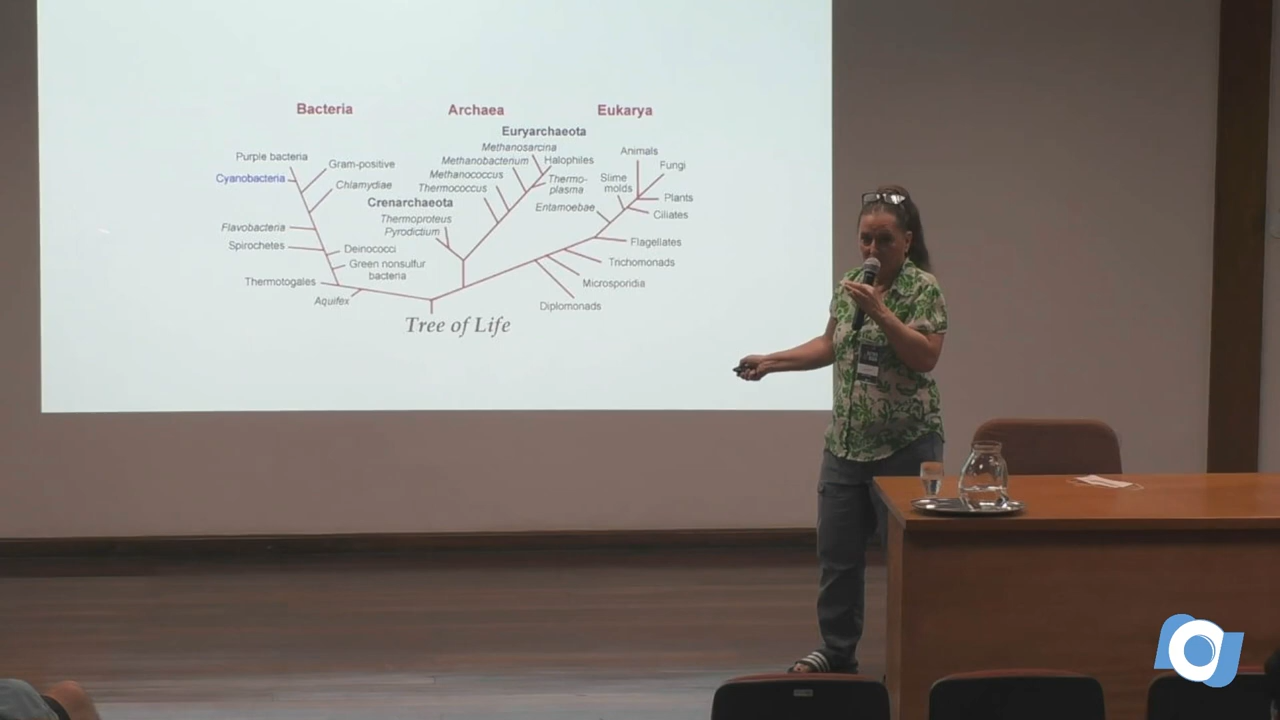 Bacteria
Archaea
Eukarya
Euryarchaeota
Methanosarcina
Purple bacteria
Gram-positive
Methanobacterium
Halophiles
Animals
Fungi
Cyanobacteria
Chlamydiae
Methanococcus
Thermo-
plasma
Slime
molds
Thermococcus
Plants
Crenarchaeota
Entamoebae
Ciliates
Thermoproteus
Flavobacteria
Pyrodictium
Flagellates
Spirochetes
Deinococci
Green nonsulfur
bacteria
Trichomonads
Thermotogales
Microsporidia
Aquifex
Diplomonads
Tree of Life